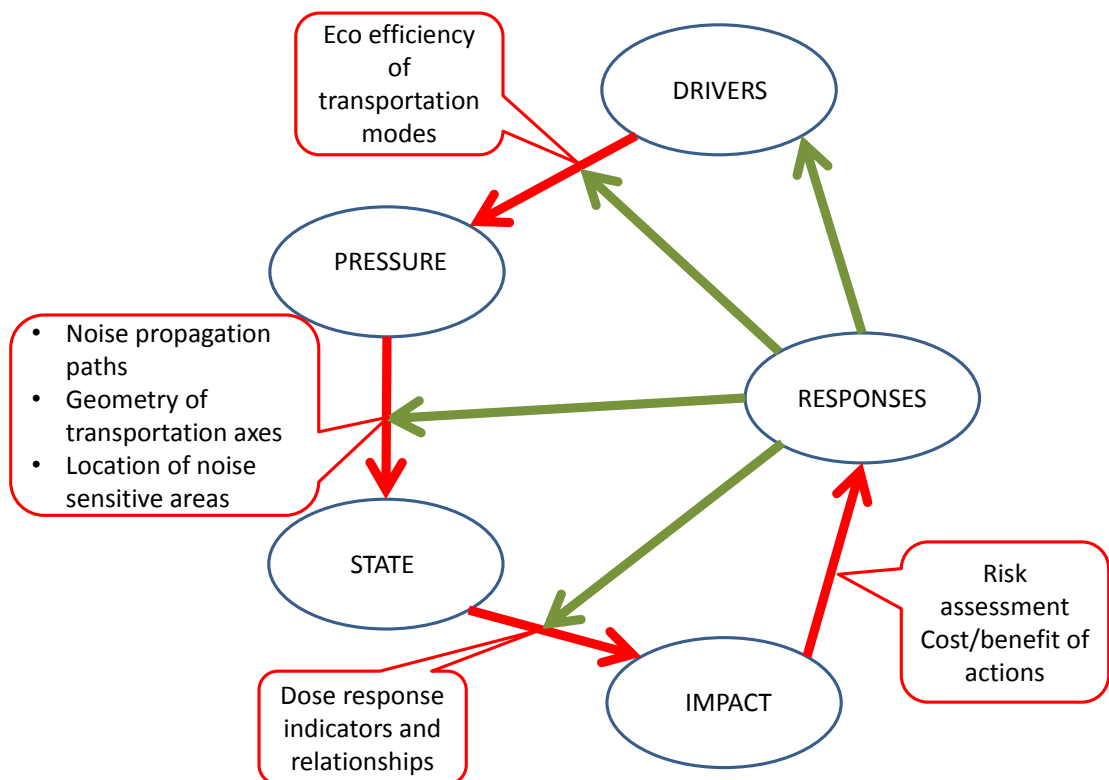 Eco efficiency
of
transportation
modes
DRIVERS
PRESSURE
• Noise propagation
paths
• Geometry of
transportation axes
• Location of noise
sensitive areas
RESPONSES
STATE
Risk
assessment
Cost/benefit of
actions
Dose response
indicators and
relationships
IMPACT